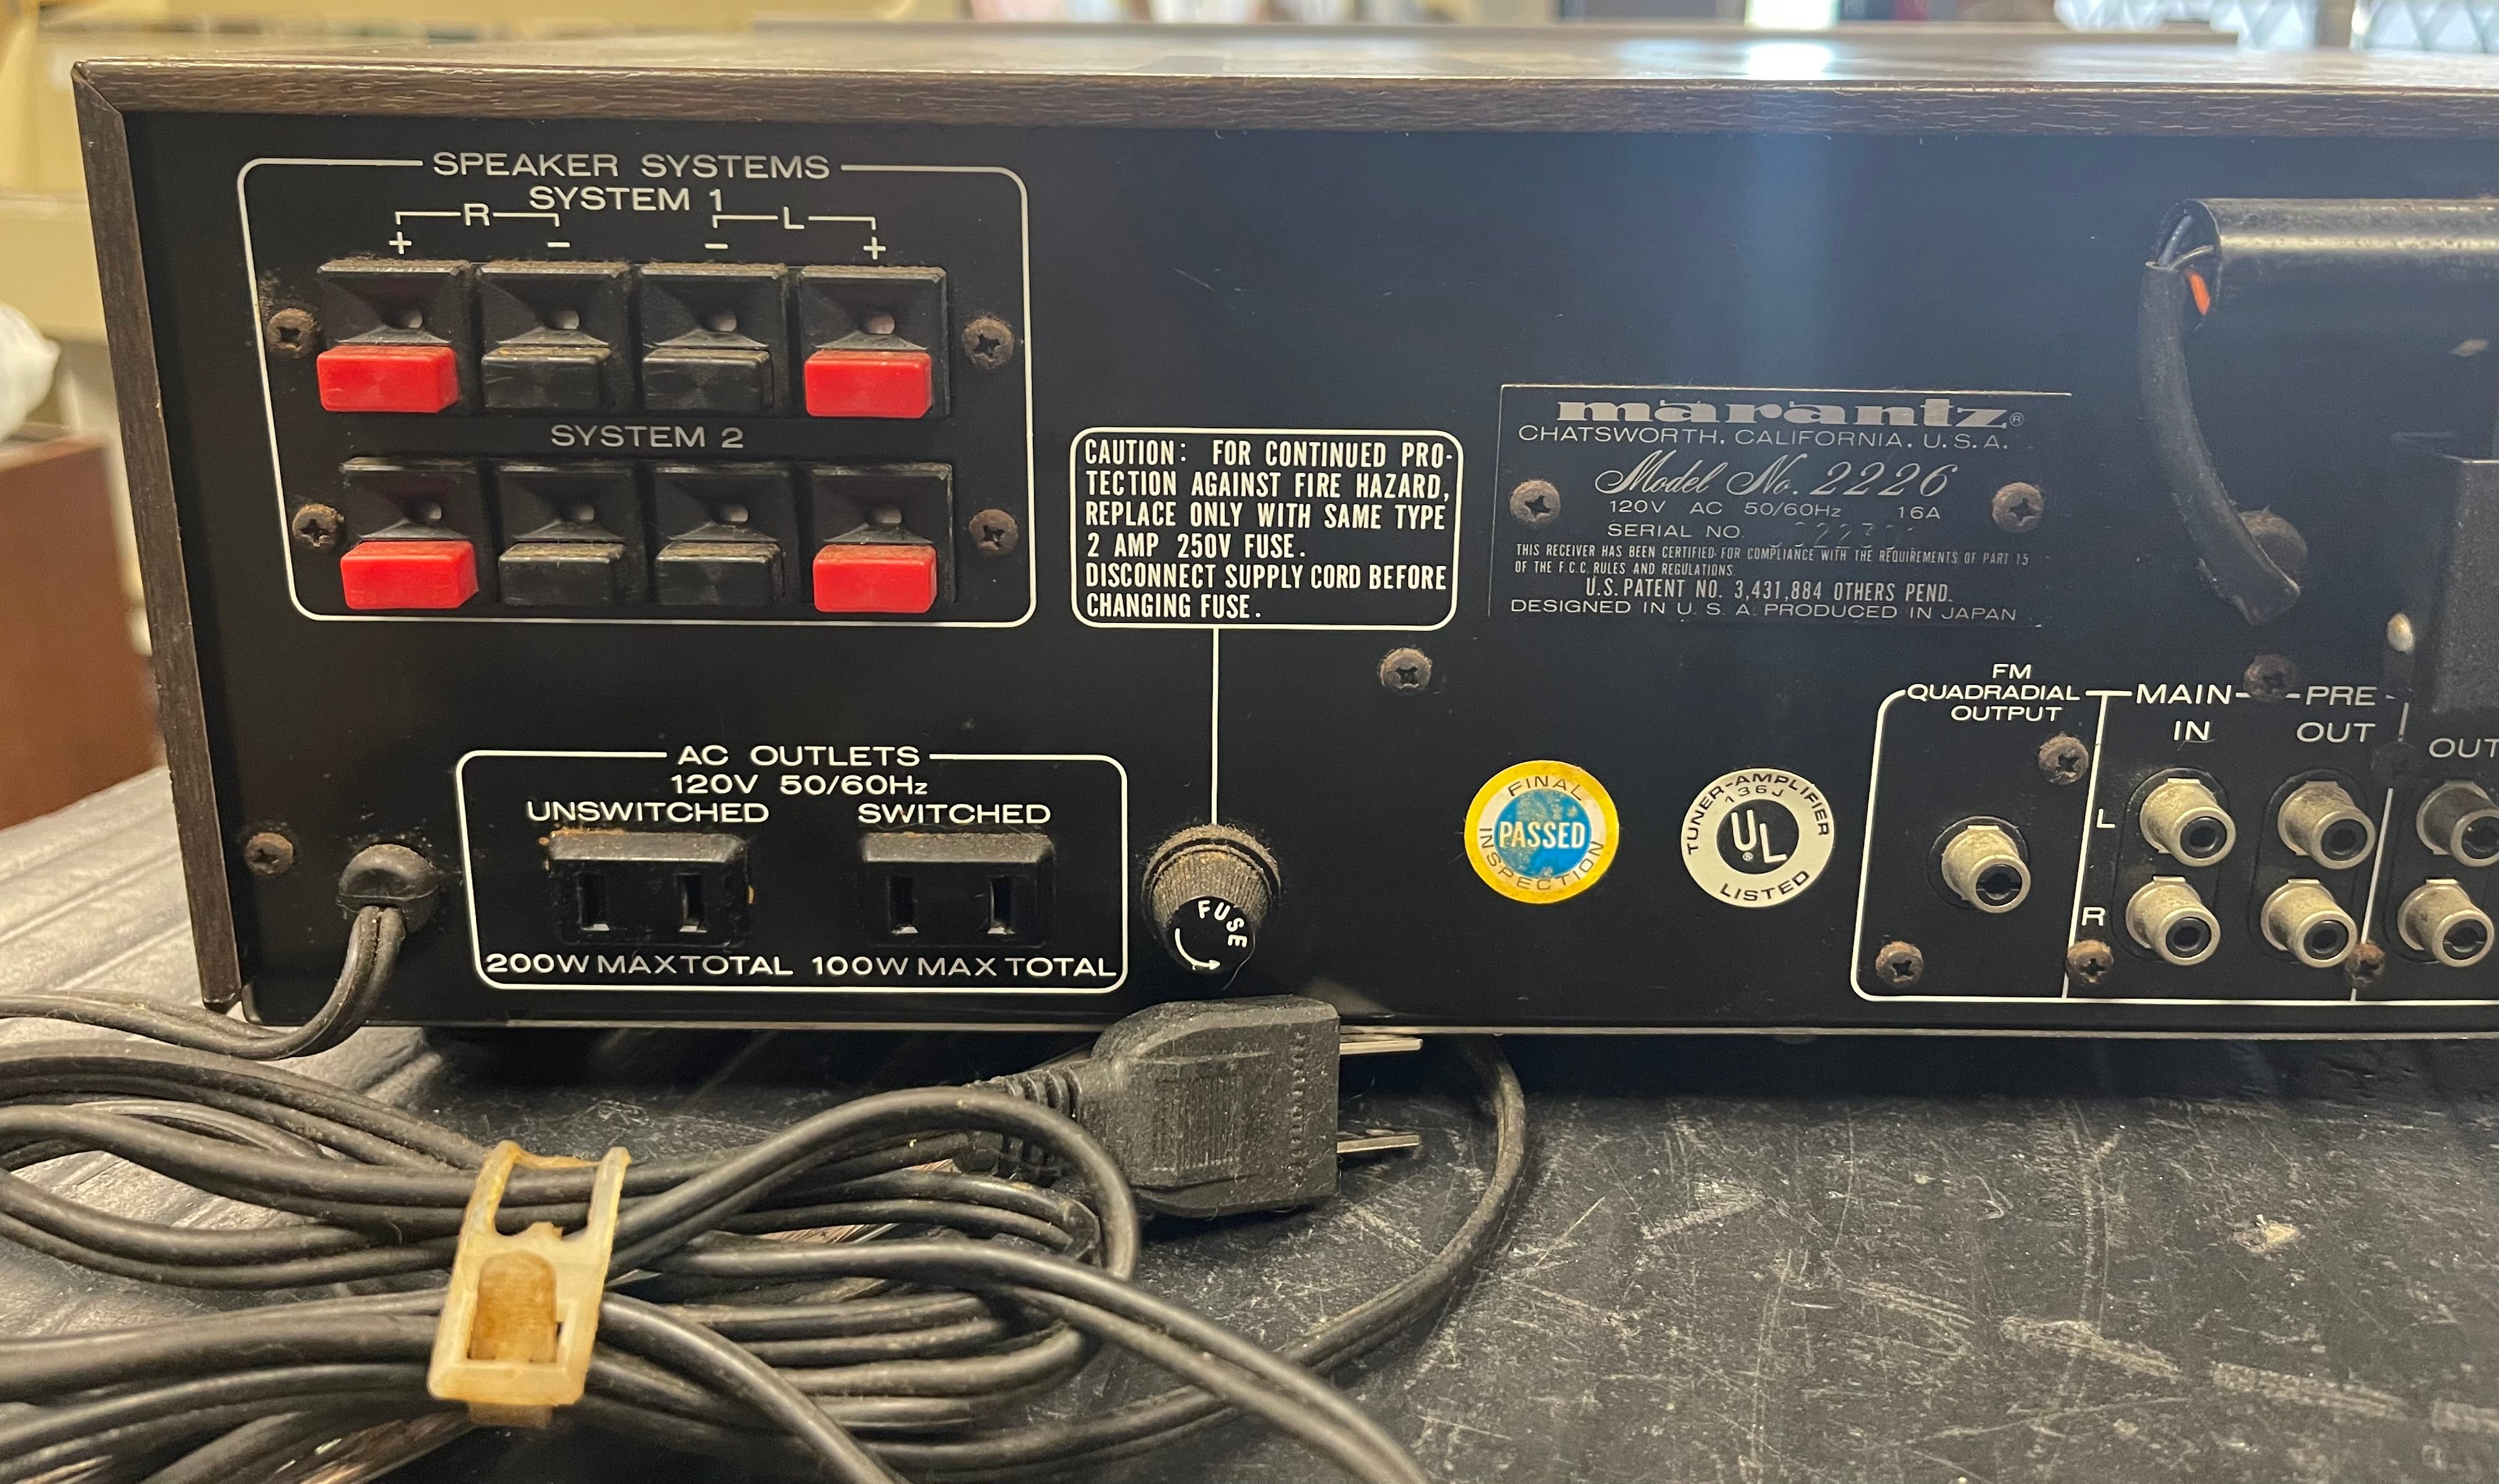 SPEAKER SYSTEMS
SYSTEM 1
R L
+ − − +
SYSTEM 2
CAUTION: FOR CONTINUED PRO-
TECTION AGAINST FIRE HAZARD,
REPLACE ONLY WITH SAME TYPE
2 AMP 250V FUSE.
DISCONNECT SUPPLY CORD BEFORE
CHANGING FUSE.
marantz®
CHATSWORTH, CALIFORNIA, U.S.A.
Model No. 2226
120V AC 50/60Hz 16A
SERIAL NO.
THIS RECEIVER HAS BEEN CERTIFIED FOR COMPLIANCE WITH THE REQUIREMENTS OF PART 15
OF THE F.C.C. RULES AND REGULATIONS.
U.S. PATENT NO. 3,431,884 OTHERS PEND.
DESIGNED IN U.S.A. PRODUCED IN JAPAN
AC OUTLETS
120V 50/60Hz
UNSWITCHED SWITCHED
200W MAX TOTAL 100W MAX TOTAL
FUSE
FINAL
PASSED
INSPECTION
TUNER-AMPLIFIER
136J
UL®
LISTED
FM
QUADRADIAL
OUTPUT
MAIN
IN
PRE
OUT
OUT
L
R